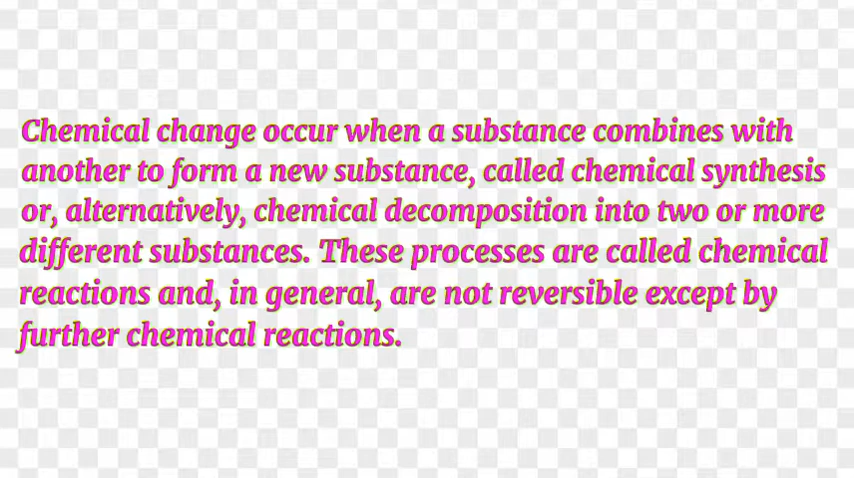 Chemical change occur when a substance combines with
another to form a new substance, called chemical synthesis
or, alternatively, chemical decomposition into two or more
different substances. These processes are called chemical
reactions and, in general, are not reversible except by
further chemical reactions.